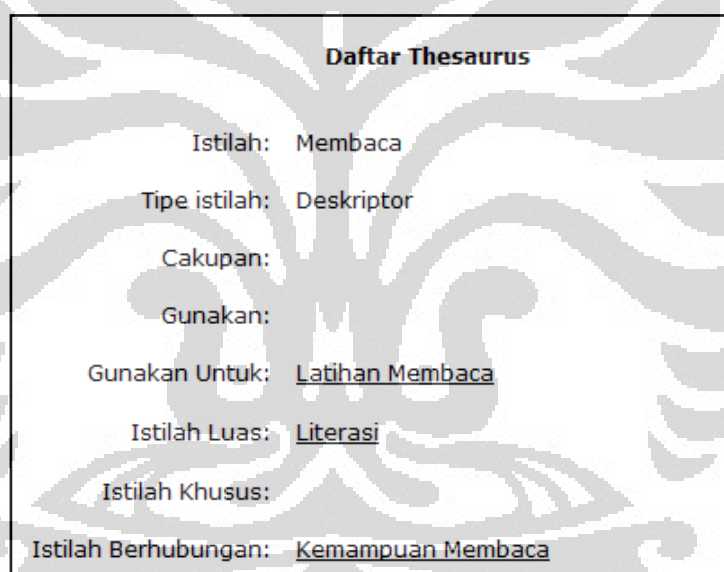 Daftar Thesaurus
Istilah: Membaca
Tipe istilah: Deskriptor
Cakupan:
Gunakan:
Gunakan Untuk: Latihan Membaca
Istilah Luas: Literasi
Istilah Khusus:
Istilah Berhubungan: Kemampuan Membaca